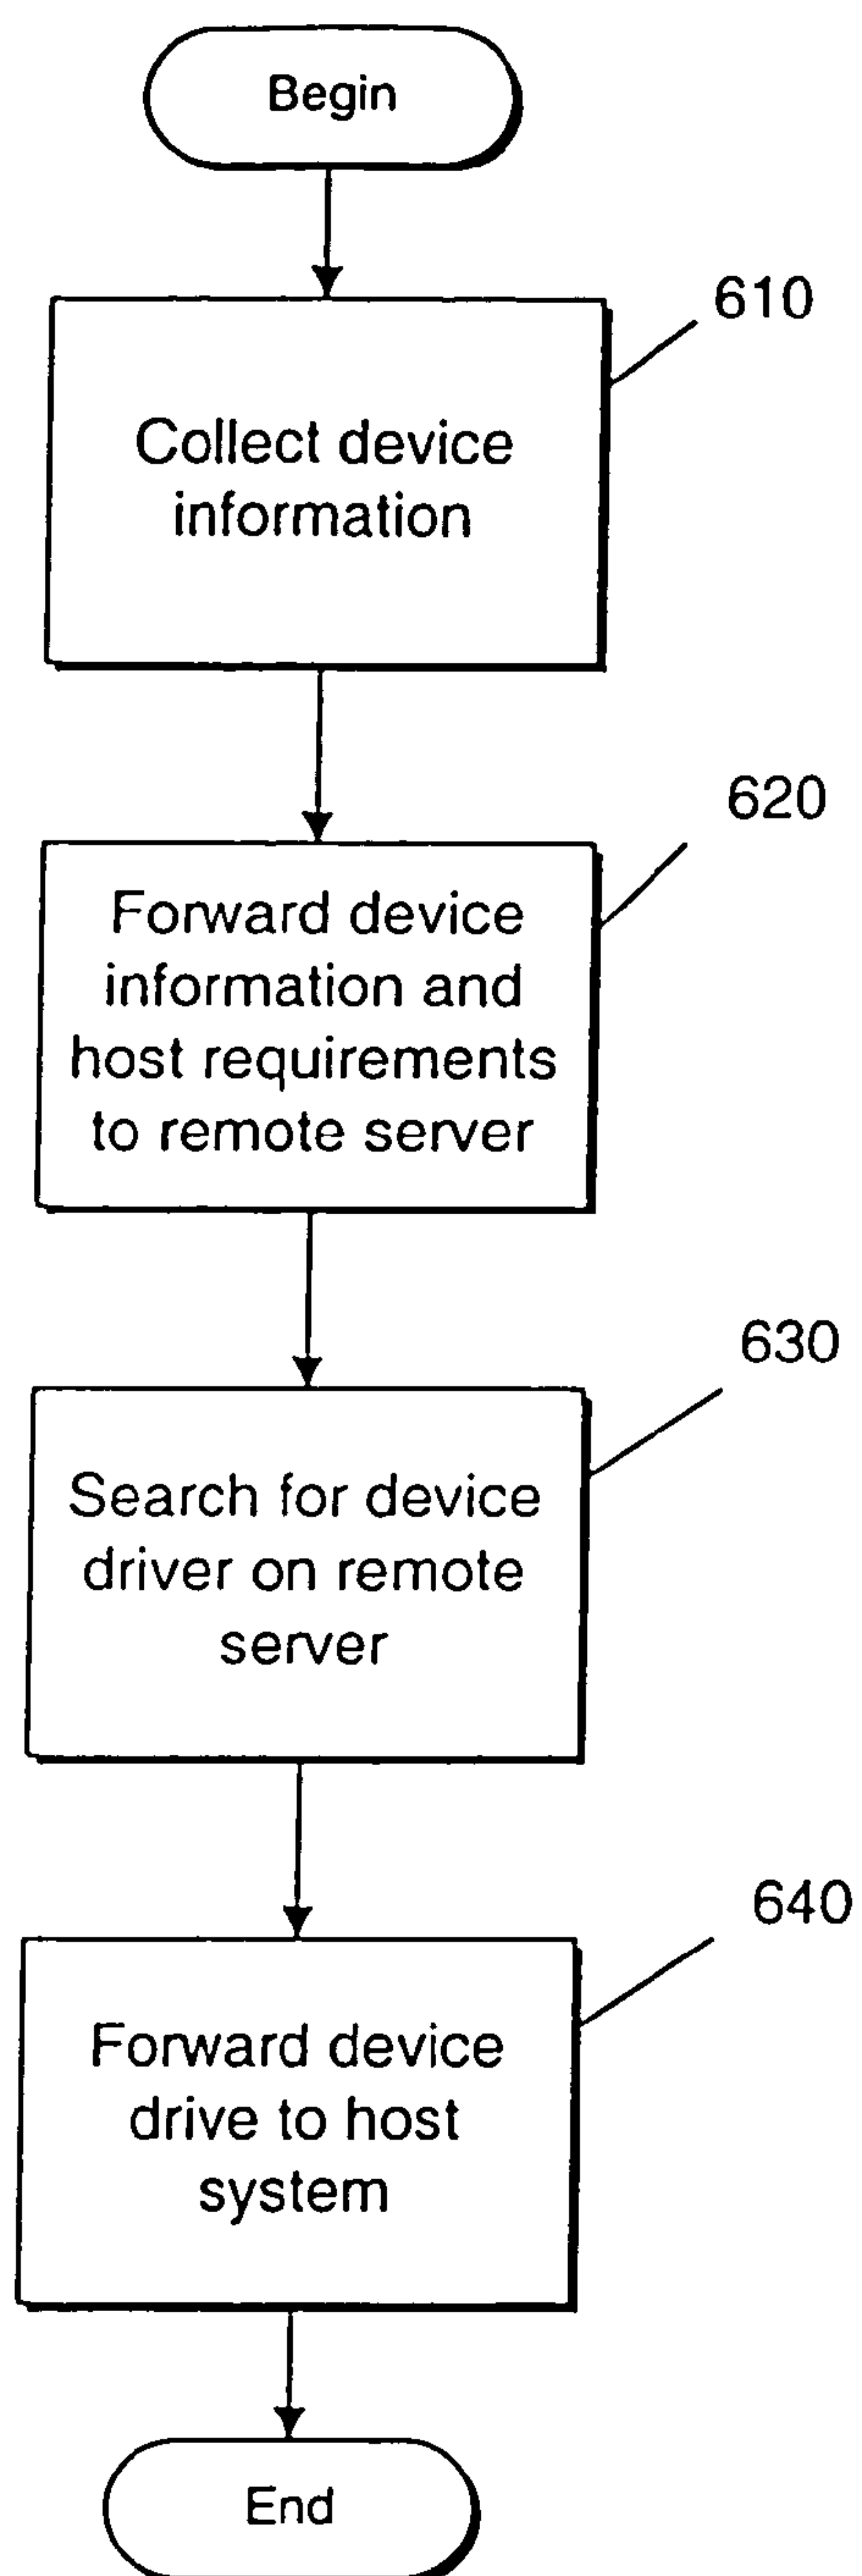 Begin
610
Collect device
information
620
Forward device
information and
host requirements
to remote server
630
Search for device
driver on remote
server
640
Forward device
drive to host
system
End